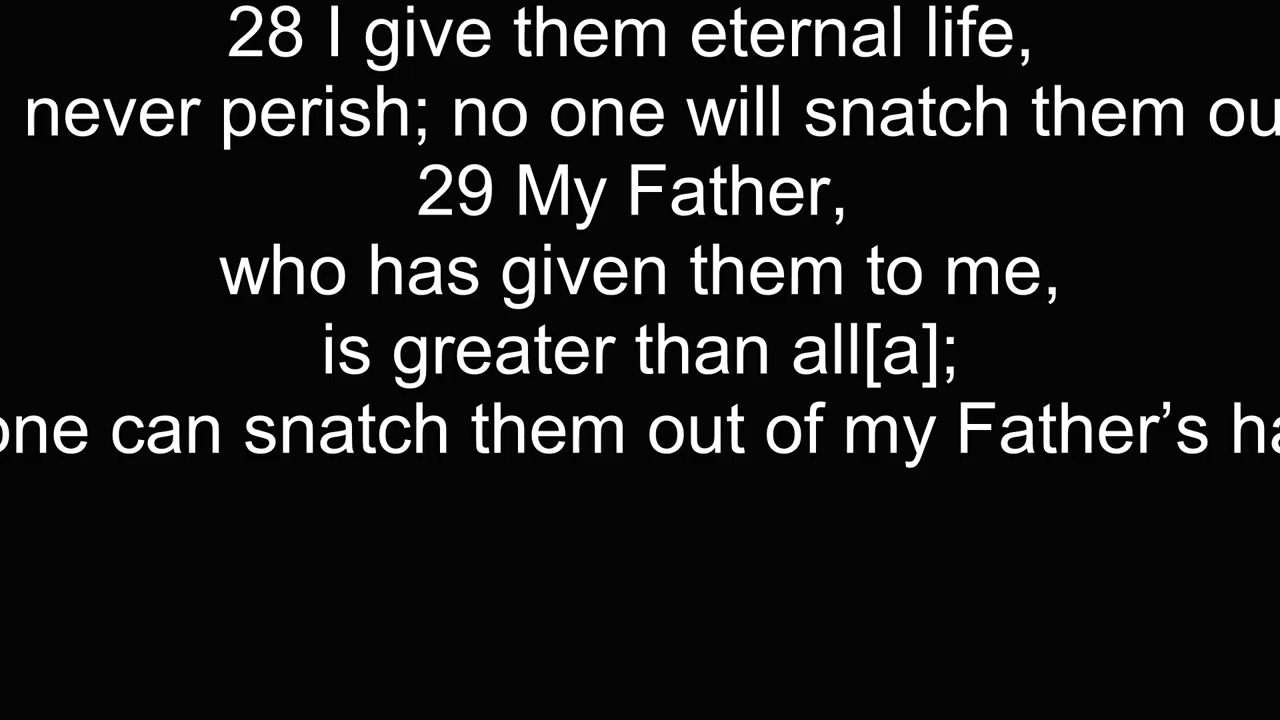 28 I give them eternal life,
never perish; no one will snatch them ou
29 My Father,
who has given them to me,
is greater than all[a];
one can snatch them out of my Father’s ha